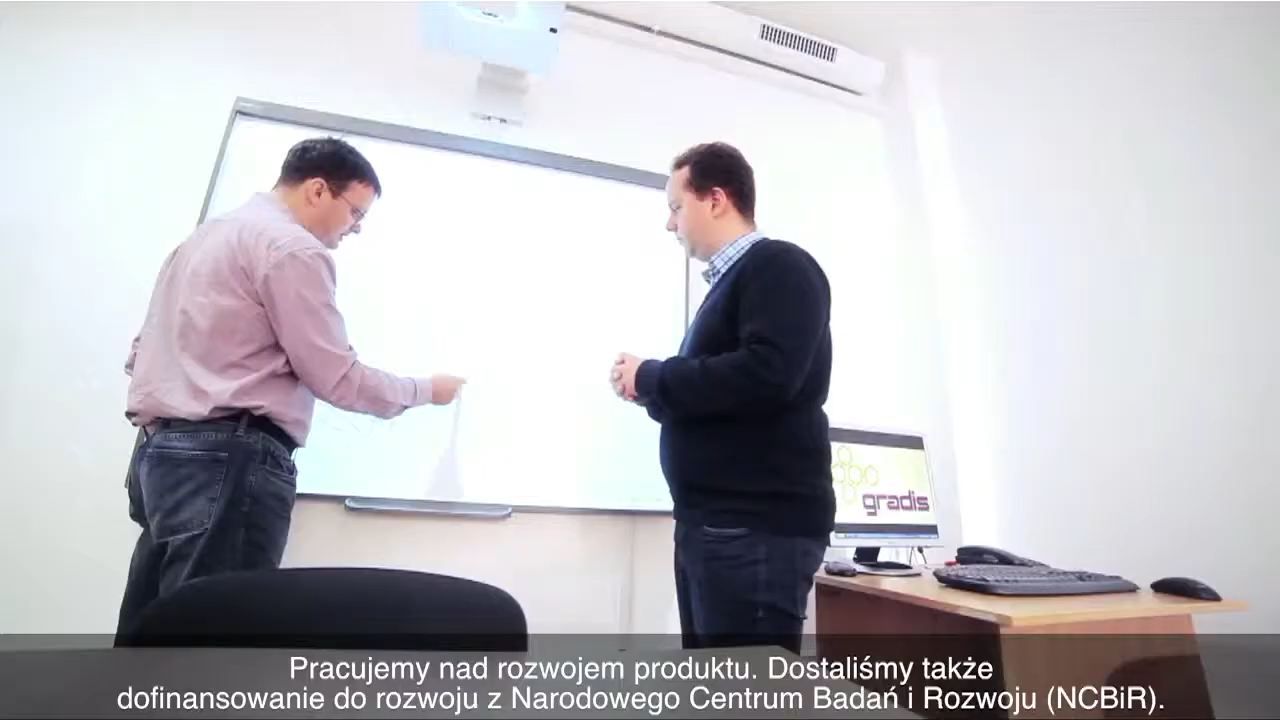 gradis
Pracujemy nad rozwojem produktu. Dostaliśmy także
dofinansowanie do rozwoju z Narodowego Centrum Badań i Rozwoju (NCBiR).